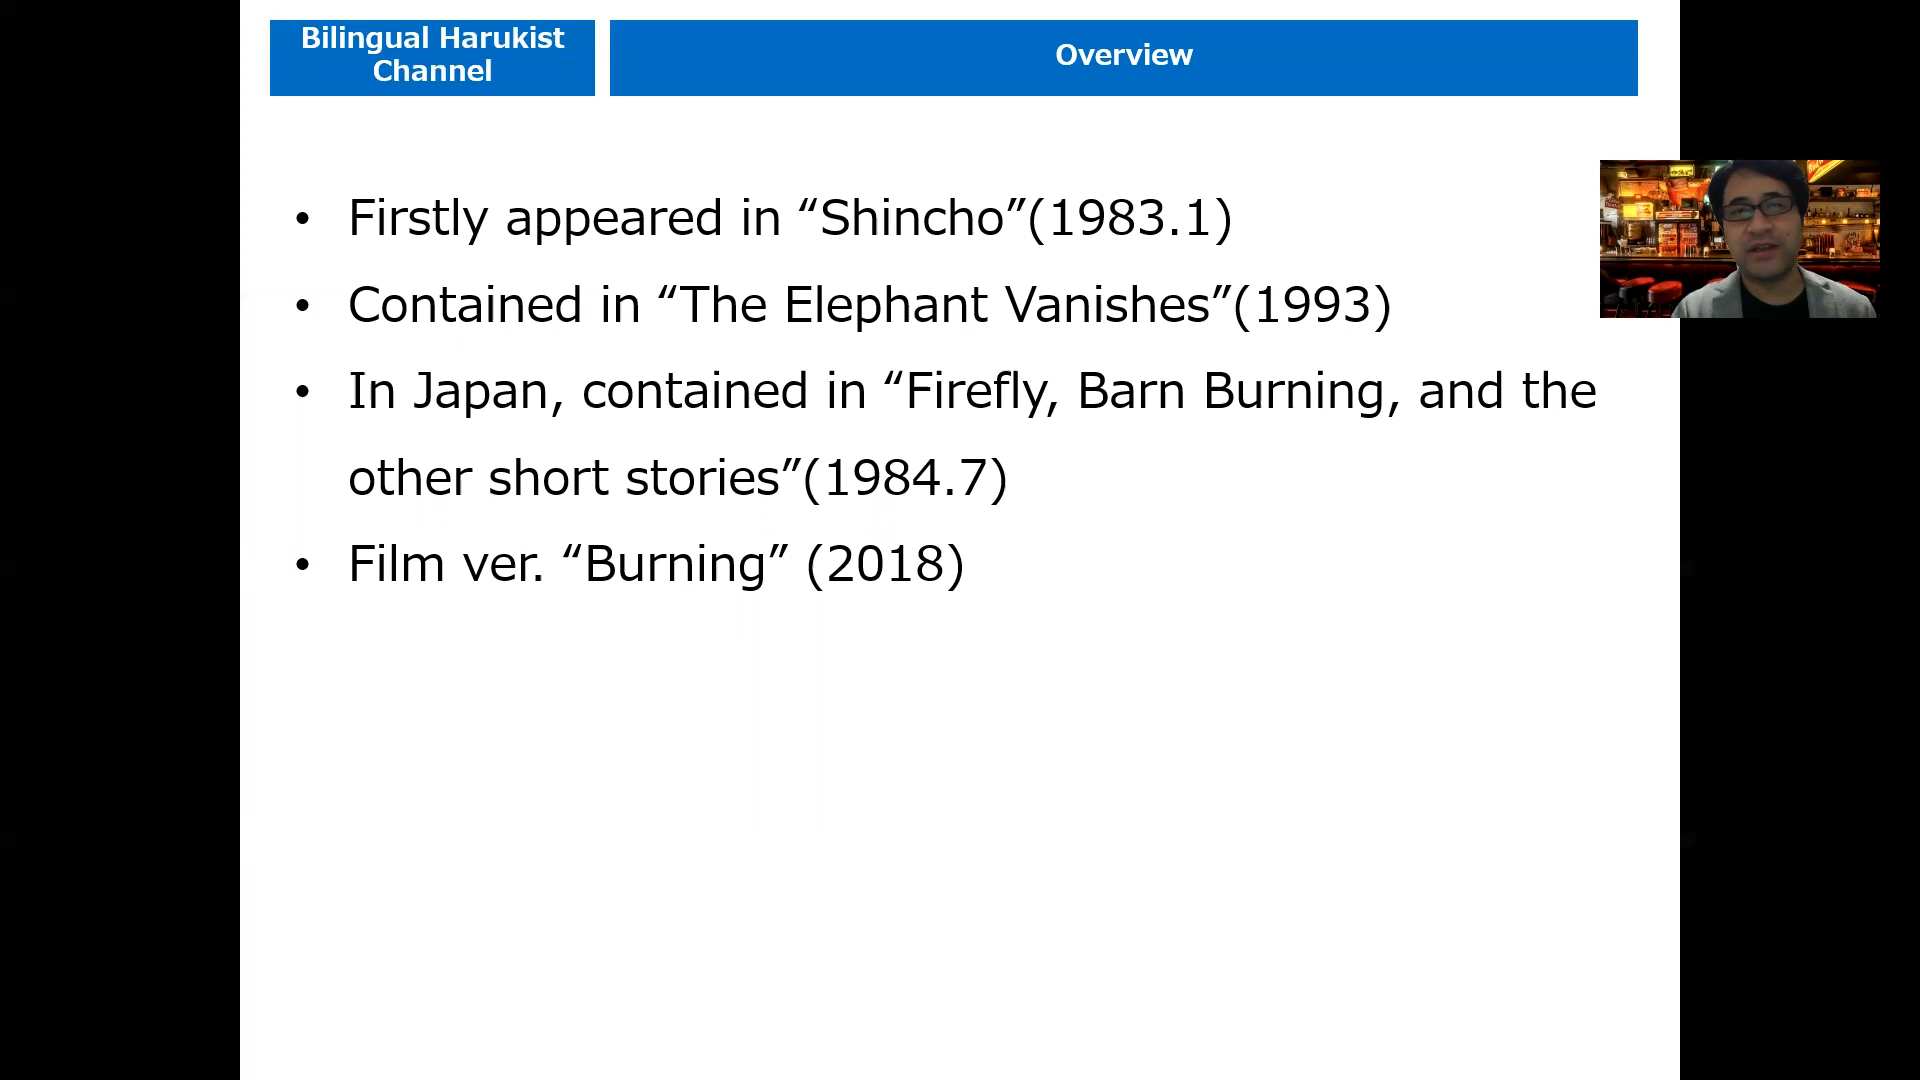 Bilingual Harukist
Channel
Overview
• Firstly appeared in “Shincho”(1983.1)
• Contained in “The Elephant Vanishes”(1993)
• In Japan, contained in “Firefly, Barn Burning, and the
other short stories”(1984.7)
• Film ver. “Burning” (2018)